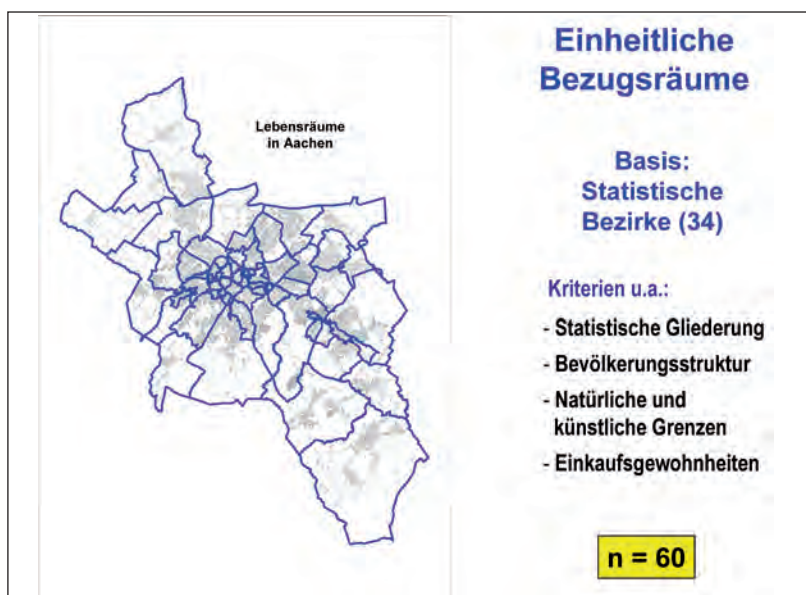 Einheitliche
Bezugsräume
Lebensräume
in Aachen
Basis:
Statistische
Bezirke (34)
Kriterien u.a.:
- Statistische Gliederung
- Bevölkerungsstruktur
- Natürliche und
künstliche Grenzen
- Einkaufsgewohnheiten
n = 60